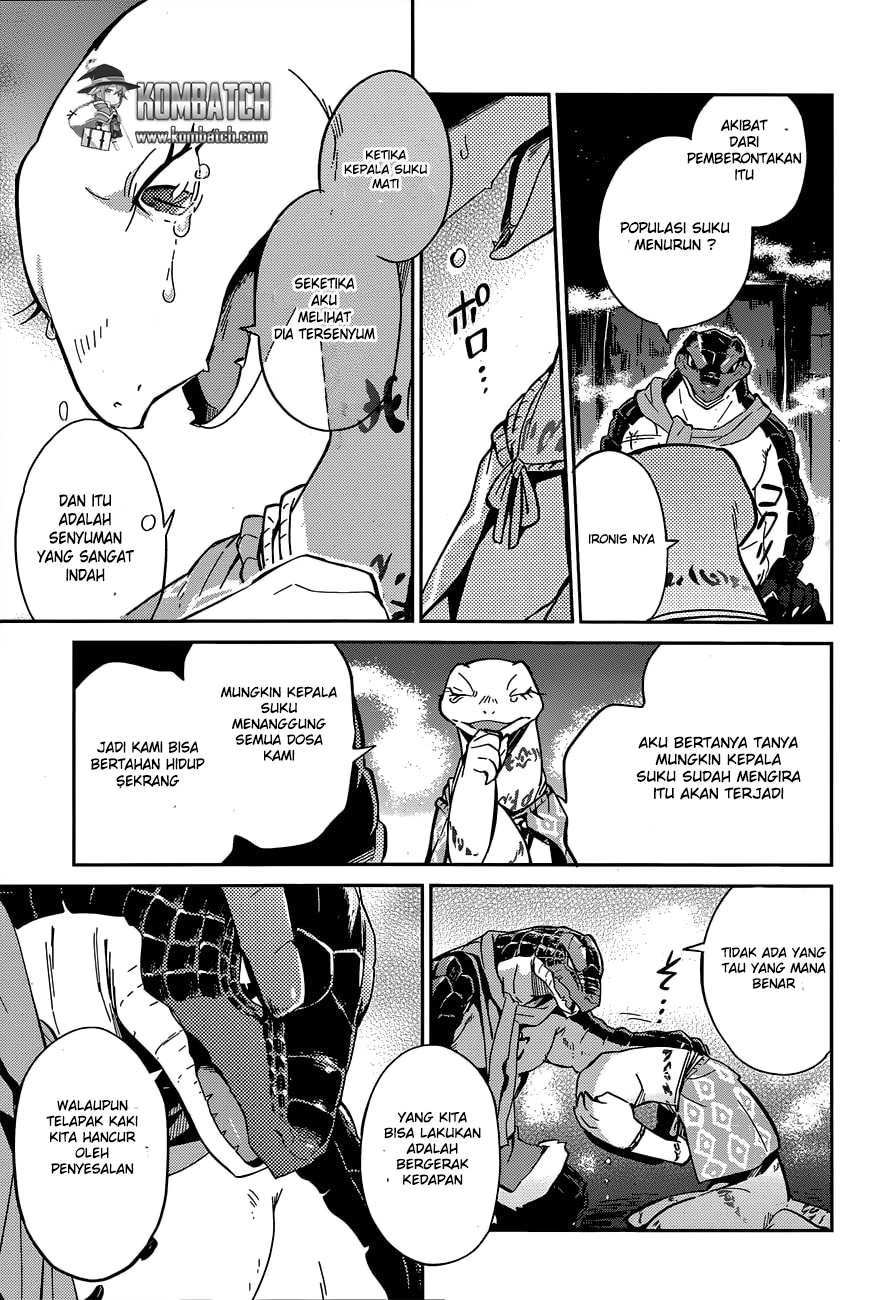 KOMBATCH
www.kombatch.com
AKIBAT
DARI
PEMBERONTAKAN
ITU
POPULASI SUKU
MENURUN ?
IRONIS NYA
ポロ…
KETIKA
KEPALA SUKU
MATI
SEKETIKA
AKU
MELIHAT
DIA TERSENYUM
DAN ITU
ADALAH
SENYUMAN
YANG SANGAT
INDAH
AKU BERTANYA TANYA
MUNGKIN KEPALA
SUKU SUDAH MENGIRA
ITU AKAN TERJADI
MUNGKIN KEPALA
SUKU
MENANGGUNG
SEMUA DOSA
KAMI
JADI KAMI BISA
BERTAHAN HIDUP
SEKRANG
TIDAK ADA YANG
TAU YANG MANA
BENAR
そ…
YANG KITA
BISA LAKUKAN
ADALAH
BERGERAK
KEDAPAN
WALAUPUN
TELAPAK KAKI
KITA HANCUR
OLEH
PENYESALAN